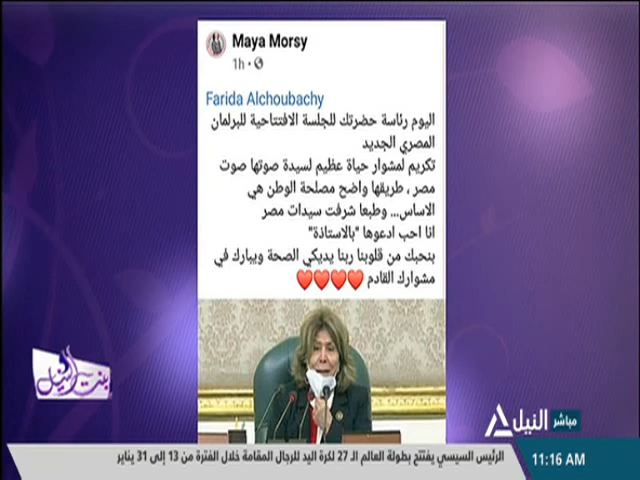 Maya Morsy
1h
Farida Alchoubachy
اليوم رئاسة حضرتك للجلسة الافتتاحية للبرلمان
المصري الجديد
تكريم لمشوار حياة عظيم لسيدة صوتها صوت
مصر ، طريقها واضح مصلحة الوطن هي
الاساس... وطبعا شرفت سيدات مصر
انا احب ادعوها "بالاستاذة"
بنحبك من قلوبنا ربنا يديكي الصحة ويبارك في
مشوارك القادم ❤️❤️❤️❤️
بنت النيل
النيل مباشر
الرئيس السيسي يفتتح بطولة العالم الـ 27 لكرة اليد للرجال المقامة خلال الفترة من 13 إلى 31 يناير
11:16 AM